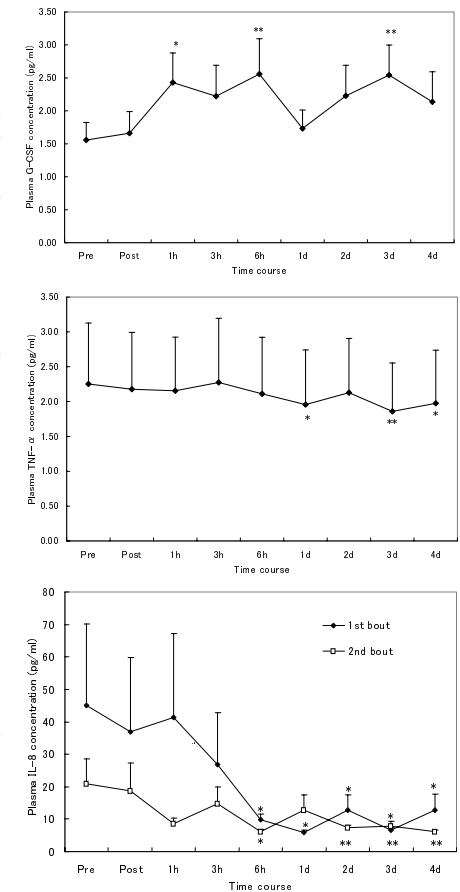 3.50
3.00
2.50
2.00
1.50
1.00
0.50
0.00
Plasma G-CSF concentration (pg/ml)
*
**
**
Pre Post 1h 3h 6h 1d 2d 3d 4d
Time course
3.50
3.00
2.50
2.00
1.50
1.00
0.50
0.00
Plasma TNF-α concentration (pg/ml)
*
**
*
Pre Post 1h 3h 6h 1d 2d 3d 4d
Time course
80
70
60
50
40
30
20
10
0
Plasma IL-8 concentration (pg/ml)
1st bout
2nd bout
* * * * *
* ** ** **
Pre Post 1h 3h 6h 1d 2d 3d 4d
Time course